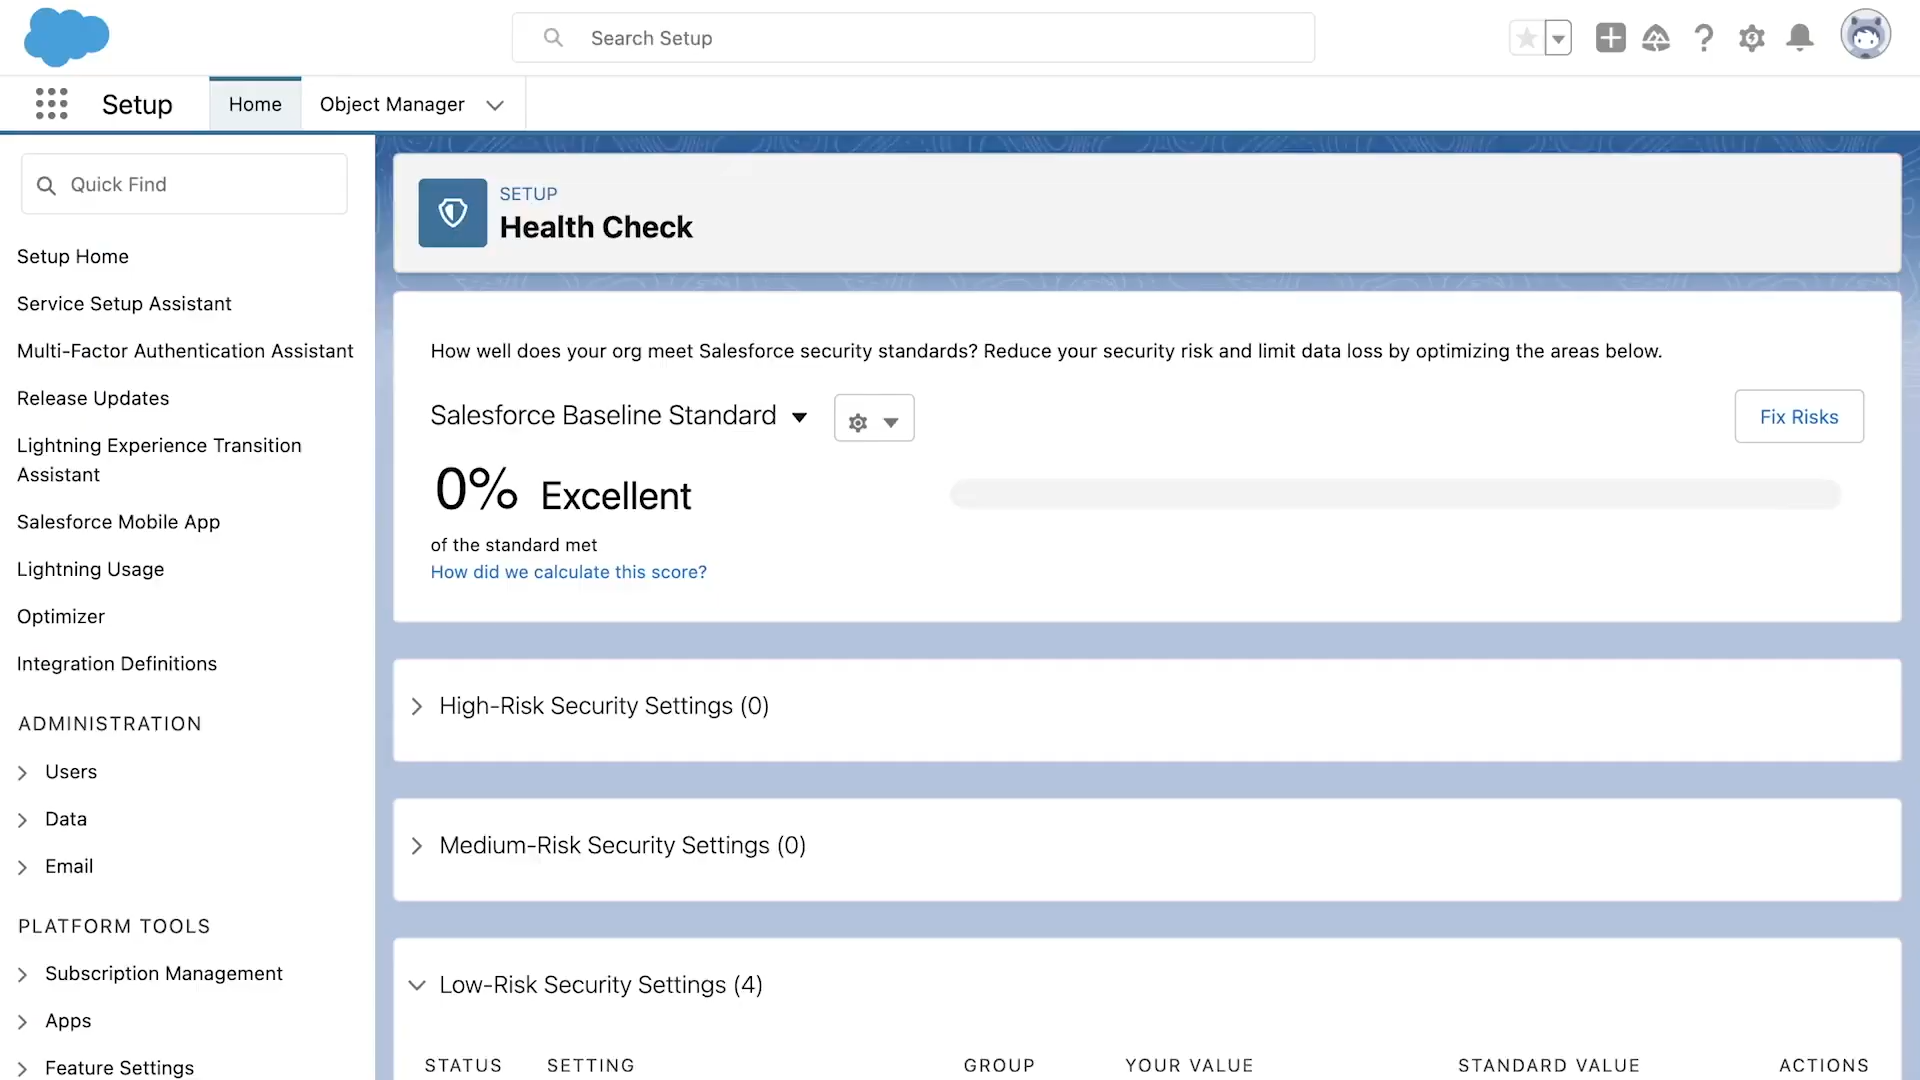 Search Setup
Setup
Home
Object Manager
Quick Find
Setup Home
Service Setup Assistant
Multi-Factor Authentication Assistant
Release Updates
Lightning Experience Transition
Assistant
Salesforce Mobile App
Lightning Usage
Optimizer
Integration Definitions
ADMINISTRATION
Users
Data
Email
PLATFORM TOOLS
Subscription Management
Apps
Feature Settings
SETUP
Health Check
How well does your org meet Salesforce security standards? Reduce your security risk and limit data loss by optimizing the areas below.
Salesforce Baseline Standard
Fix Risks
0% Excellent
of the standard met
How did we calculate this score?
High-Risk Security Settings (0)
Medium-Risk Security Settings (0)
Low-Risk Security Settings (4)
STATUS SETTING GROUP YOUR VALUE STANDARD VALUE ACTIONS